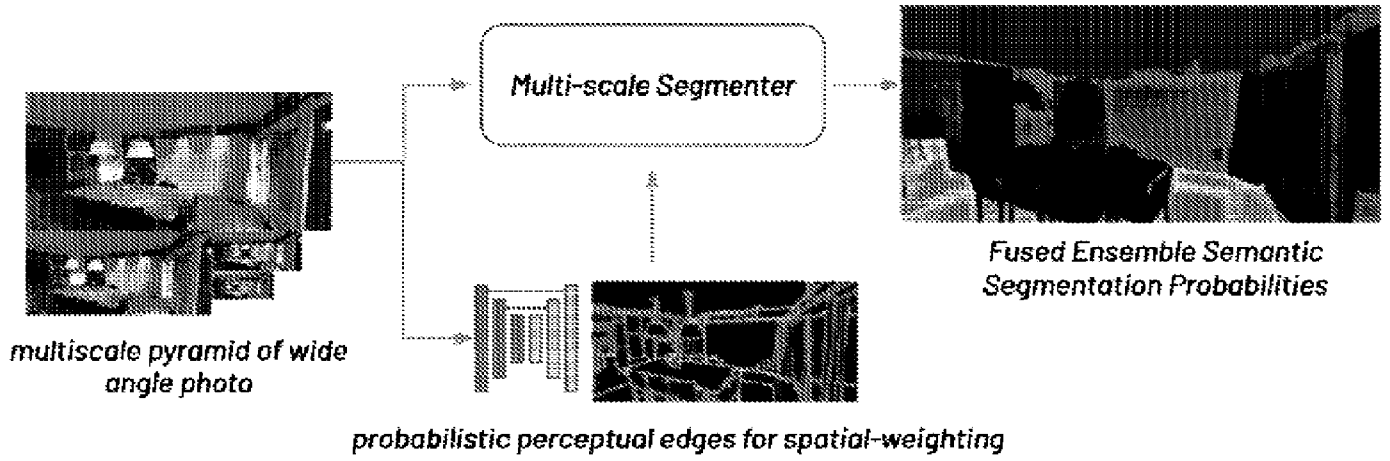 Multi-scale Segmenter
Fused Ensemble Semantic
Segmentation Probabilities
multiscale pyramid of wide
angle photo
probabilistic perceptual edges for spatial-weighting